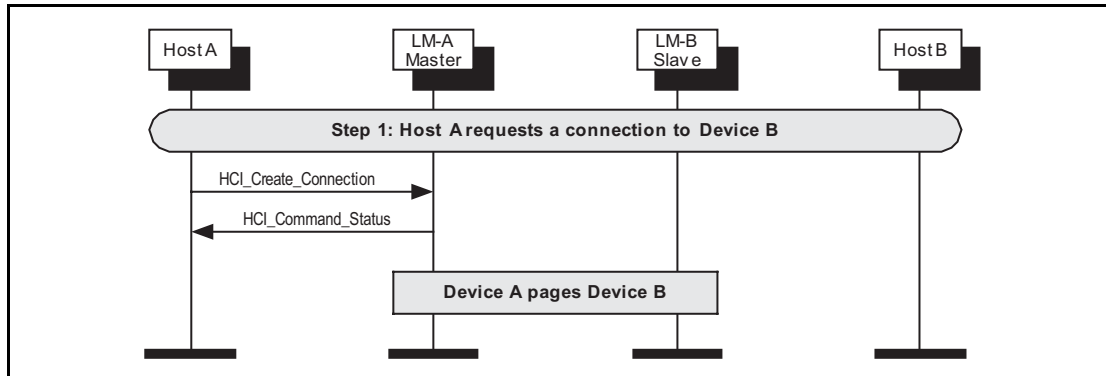 Host A
LM-A
Master
LM-B
Slave
Host B
Step 1: Host A requests a connection to Device B
HCI_Create_Connection
HCI_Command_Status
Device A pages Device B